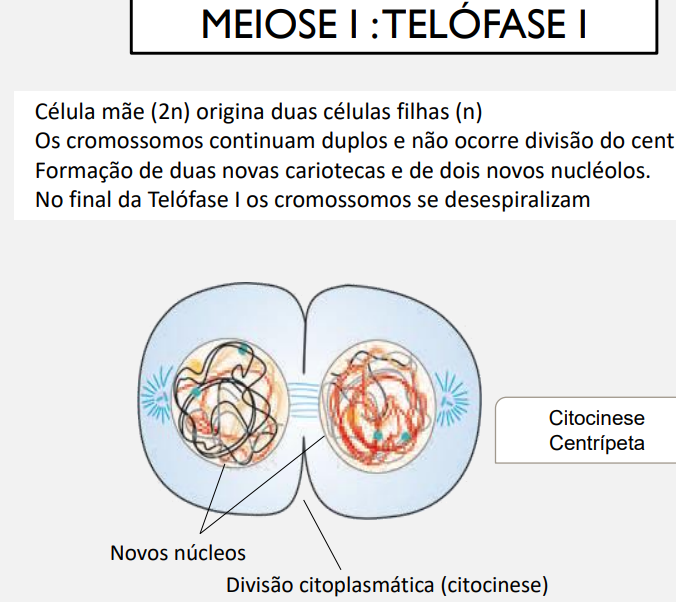 MEIOSE I : TELÓFASE I
Célula mãe (2n) origina duas células filhas (n)
Os cromossomos continuam duplos e não ocorre divisão do cent
Formação de duas novas cariotecas e de dois novos nucléolos.
No final da Telófase I os cromossomos se desespiralizam
Citocinese
Centrípeta
Novos núcleos
Divisão citoplasmática (citocinese)